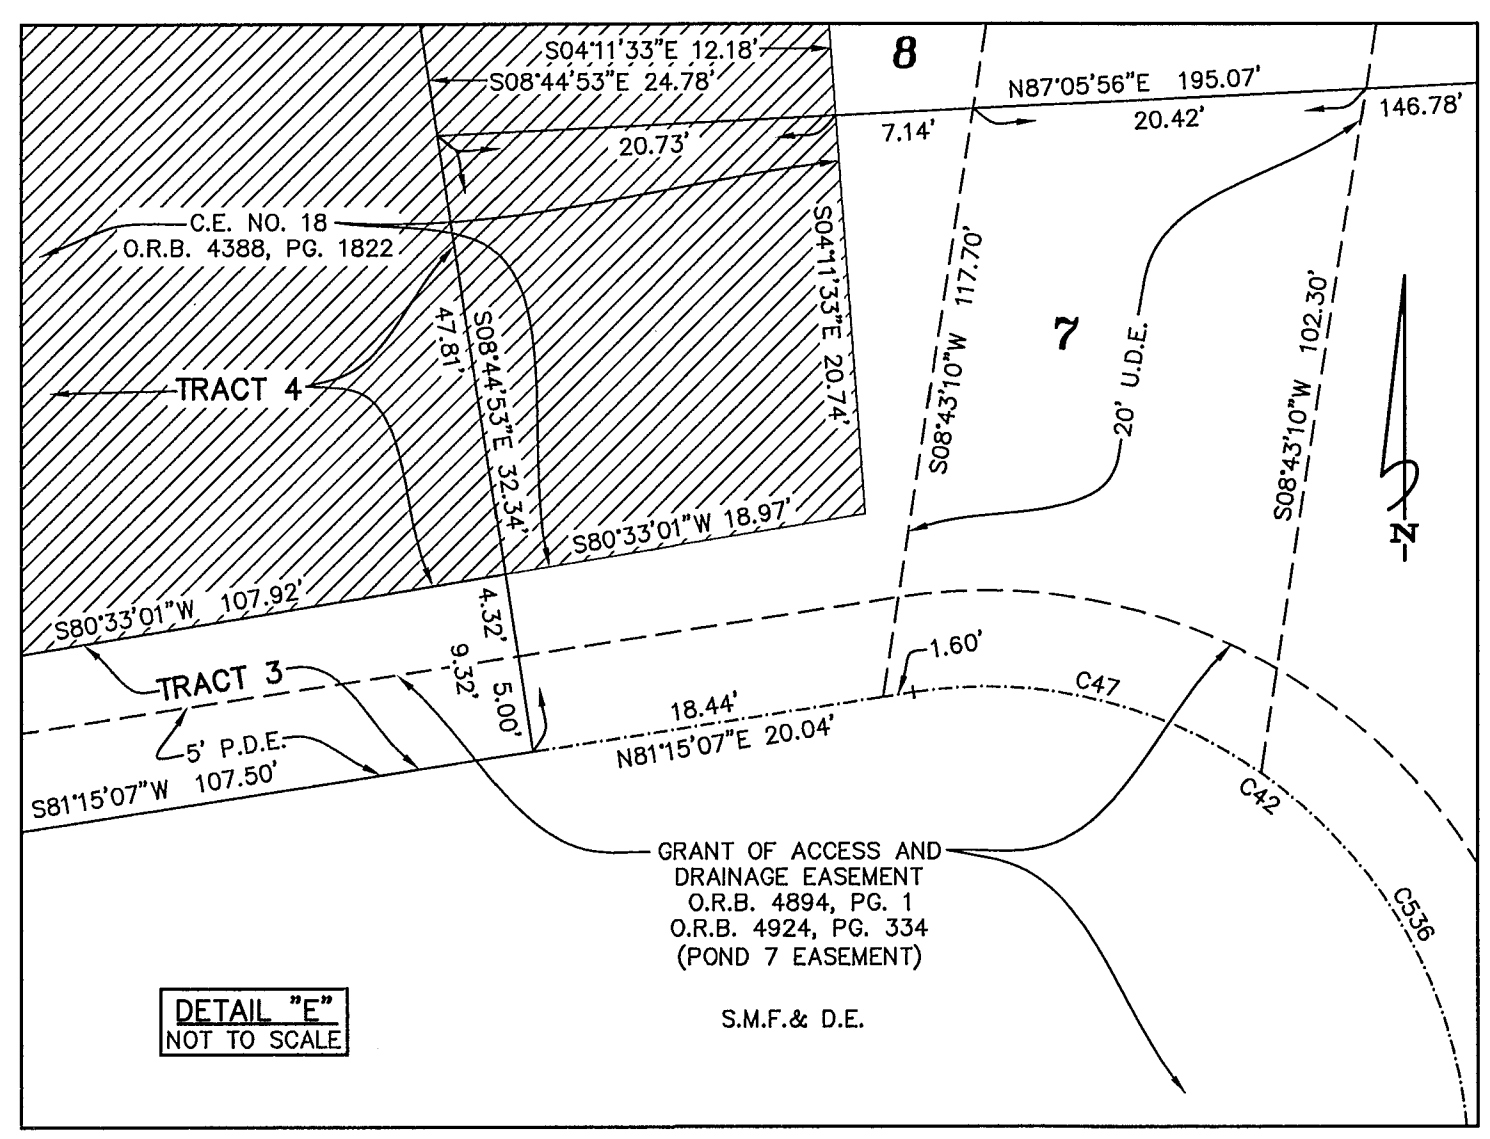 S04°11'33"E 12.18'
S08°44'53"E 24.78'
8
N87°05'56"E 195.07'
20.73'
7.14'
20.42'
146.78'
C.E. NO. 18
O.R.B. 4388, PG. 1822
S04°11'33"E 20.74'
S08°43'10"W 117.70'
7
20' U.D.E.
S08°43'10"W 102.30'
47.81'
S08°44'53"E 32.34'
TRACT 4
N
S80°33'01"W 18.97'
S80°33'01"W 107.92'
4.32'
9.32'
5.00'
TRACT 3
1.60'
C47
18.44'
N81°15'07"E 20.04'
5' P.D.E.
S81°15'07"W 107.50'
C42
C536
GRANT OF ACCESS AND
DRAINAGE EASEMENT
O.R.B. 4894, PG. 1
O.R.B. 4924, PG. 334
(POND 7 EASEMENT)
S.M.F.& D.E.
DETAIL "E"
NOT TO SCALE